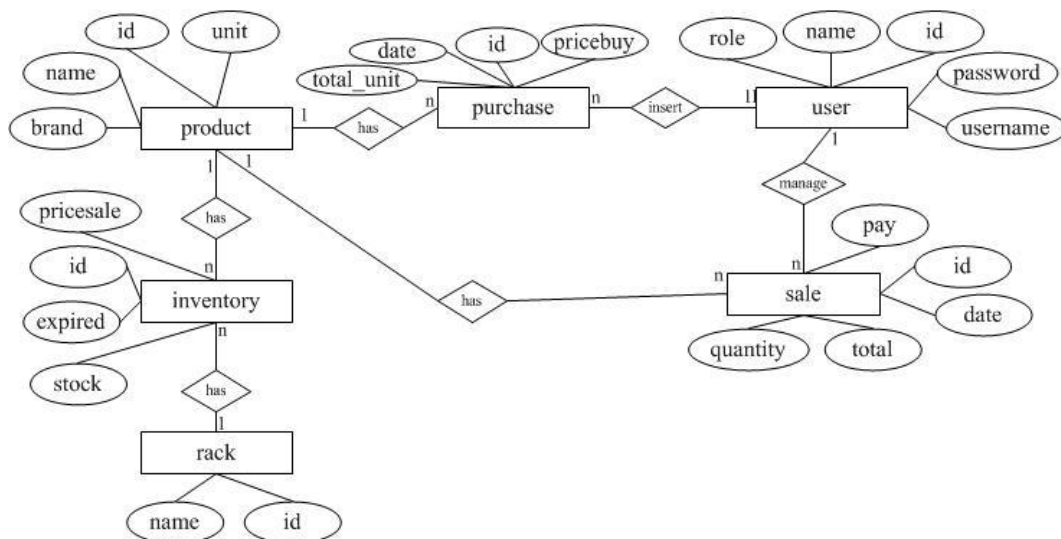 id
unit
date
id
pricebuy
role
name
id
name
total_unit
password
brand
product
1
has
n
purchase
n
insert
11
user
username
1
1
1
manage
has
pricesale
pay
id
n
n
id
inventory
has
n
sale
expired
n
date
stock
quantity
total
has
1
rack
name
id